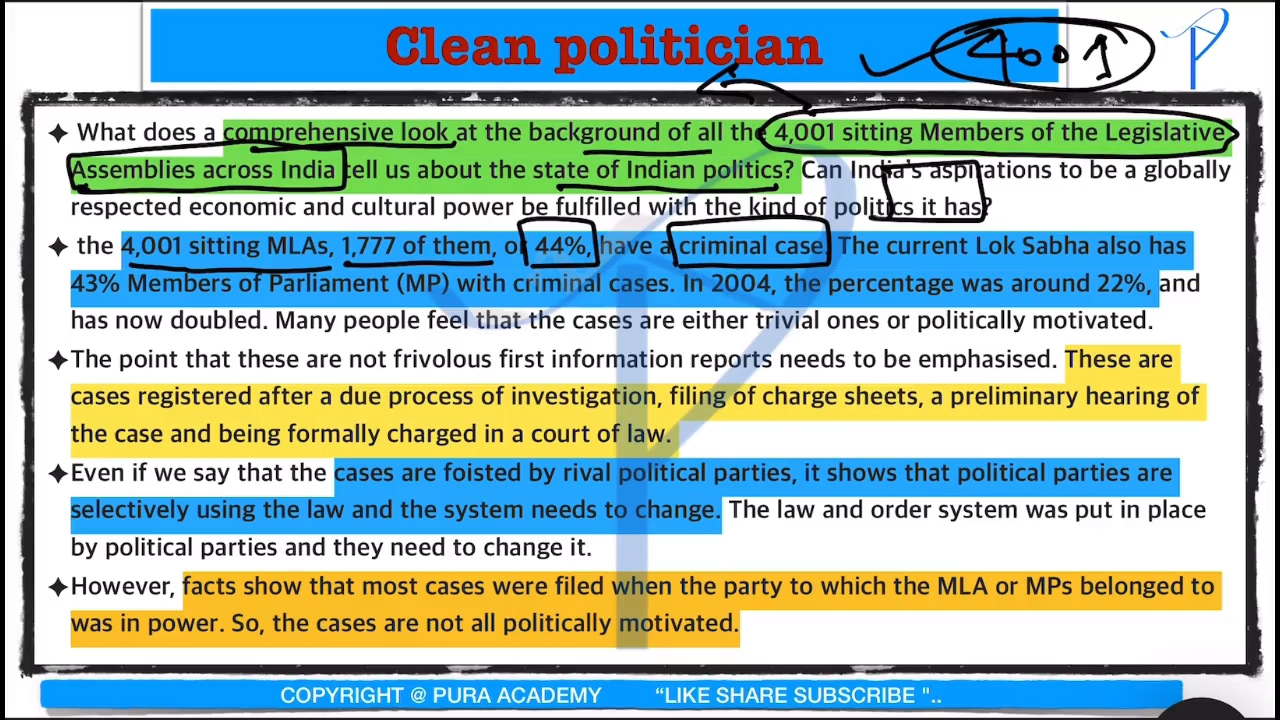 Clean politician
4001
P
✦ What does a comprehensive look at the background of all the 4,001 sitting Members of the Legislative
Assemblies across India tell us about the state of Indian politics? Can India's aspirations to be a globally
respected economic and cultural power be fulfilled with the kind of politics it has?
✦ the 4,001 sitting MLAs, 1,777 of them, or 44%, have a criminal case. The current Lok Sabha also has
43% Members of Parliament (MP) with criminal cases. In 2004, the percentage was around 22%, and
has now doubled. Many people feel that the cases are either trivial ones or politically motivated.
✦The point that these are not frivolous first information reports needs to be emphasised. These are
cases registered after a due process of investigation, filing of charge sheets, a preliminary hearing of
the case and being formally charged in a court of law.
✦Even if we say that the cases are foisted by rival political parties, it shows that political parties are
selectively using the law and the system needs to change. The law and order system was put in place
by political parties and they need to change it.
✦However, facts show that most cases were filed when the party to which the MLA or MPs belonged to
was in power. So, the cases are not all politically motivated.
COPYRIGHT @ PURA ACADEMY “LIKE SHARE SUBSCRIBE "..